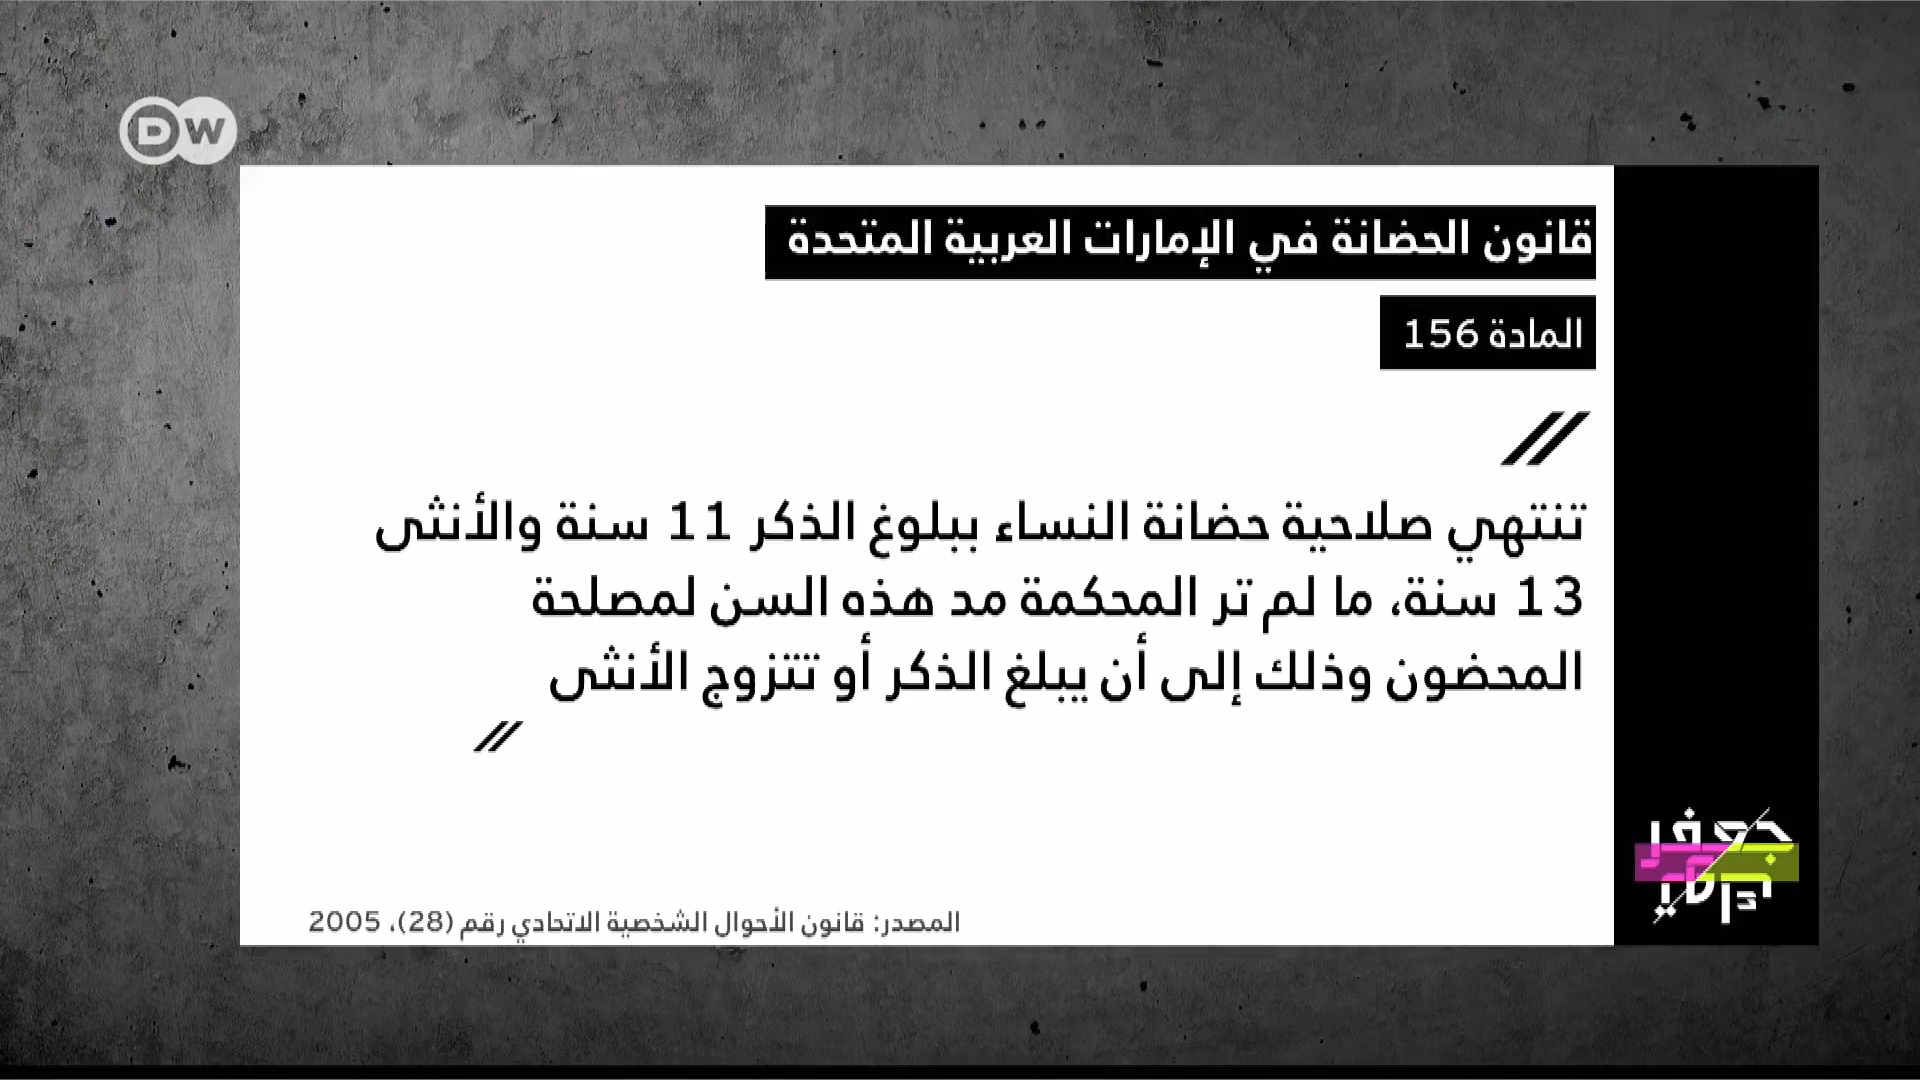 DW
قانون الحضانة في الإمارات العربية المتحدة
المادة 156
//
تنتهي صلاحية حضانة النساء ببلوغ الذكر 11 سنة والأنثى
13 سنة، ما لم تر المحكمة مد هذه السن لمصلحة
المحضون وذلك إلى أن يبلغ الذكر أو تتزوج الأنثى
//
جعفر
توك
المصدر: قانون الأحوال الشخصية الاتحادي رقم (28)، 2005